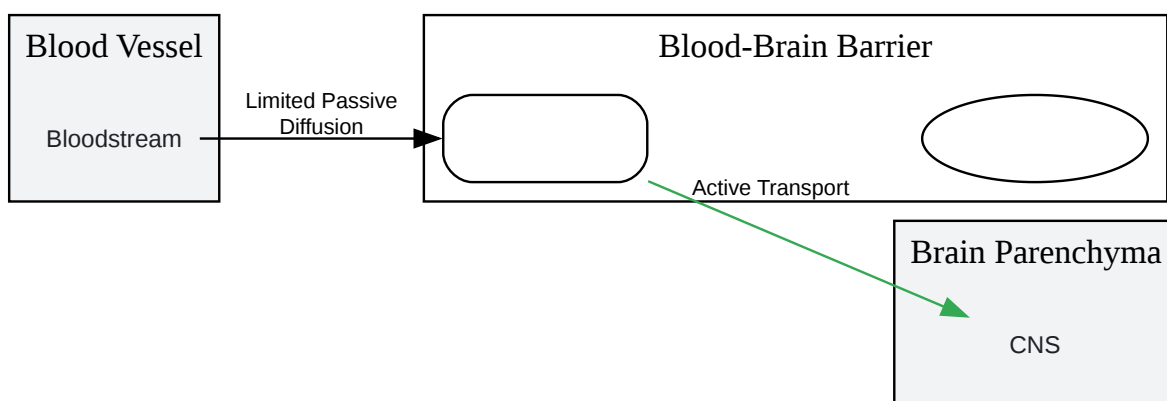 Blood Vessel
Blood-Brain Barrier
Limited Passive
Diffusion
Bloodstream
Active Transport
Brain Parenchyma
CNS